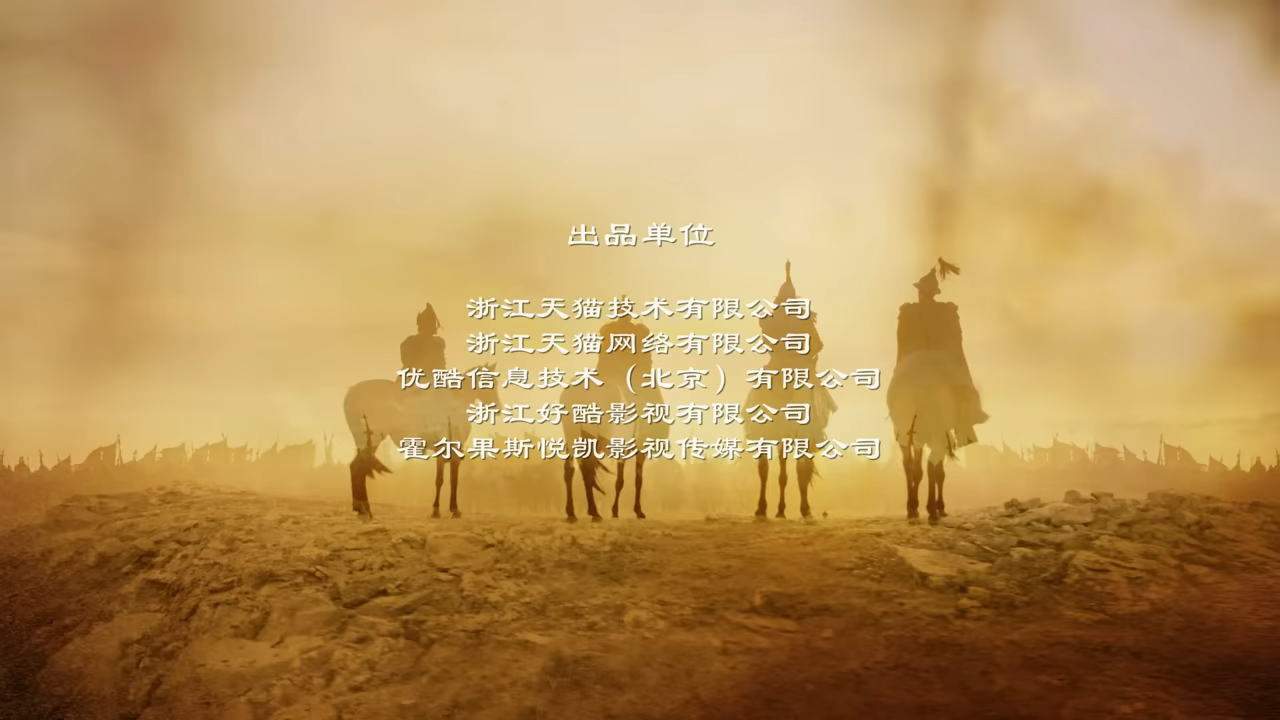 出品单位
浙江天猫技术有限公司
浙江天猫网络有限公司
优酷信息技术（北京）有限公司
浙江好酷影视有限公司
霍尔果斯悦凯影视传媒有限公司